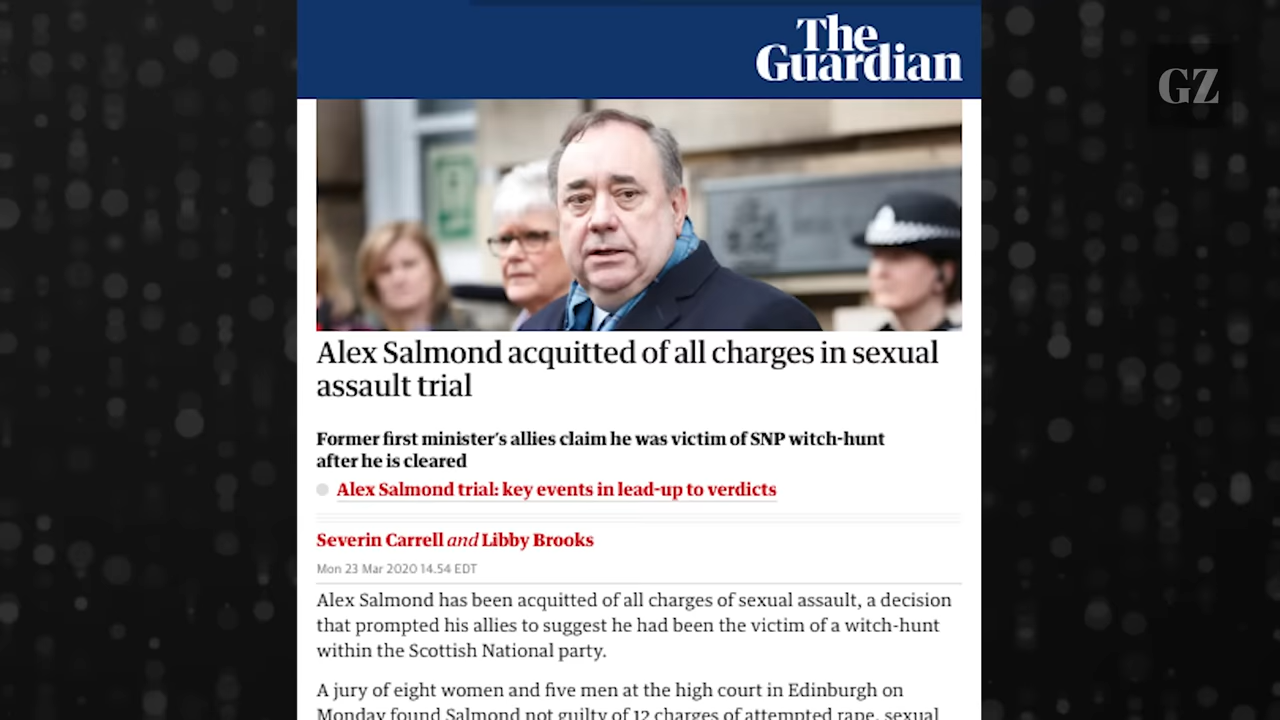 The
Guardian
GZ
Alex Salmond acquitted of all charges in sexual
assault trial
Former first minister's allies claim he was victim of SNP witch-hunt
after he is cleared
Alex Salmond trial: key events in lead-up to verdicts
Severin Carrell and Libby Brooks
Mon 23 Mar 2020 14.54 EDT
Alex Salmond has been acquitted of all charges of sexual assault, a decision
that prompted his allies to suggest he had been the victim of a witch-hunt
within the Scottish National party.
A jury of eight women and five men at the high court in Edinburgh on
Monday found Salmond not guilty of 12 charges of attempted rape, sexual